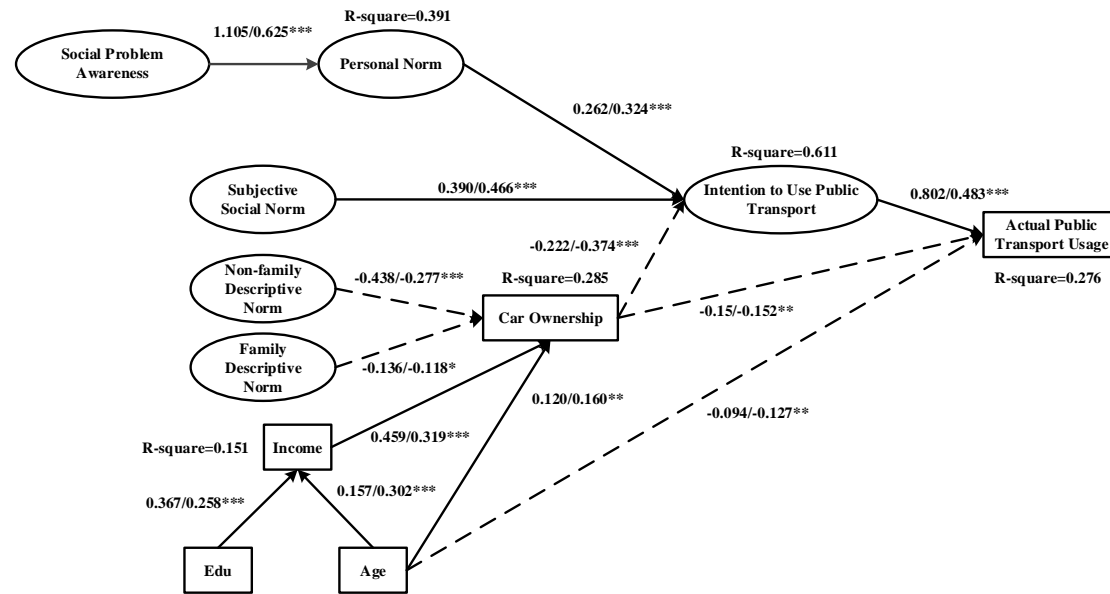 R-square=0.391
1.105/0.625***
Social Problem
Awareness
Personal Norm
0.262/0.324***
R-square=0.611
Subjective
Social Norm
0.390/0.466***
Intention to Use Public
Transport
0.802/0.483***
Actual Public
Transport Usage
R-square=0.276
-0.222/-0.374***
Non-family
Descriptive
Norm
-0.438/-0.277***
R-square=0.285
Car Ownership
-0.15/-0.152**
Family
Descriptive
Norm
-0.136/-0.118*
0.120/0.160**
-0.094/-0.127**
R-square=0.151
Income
0.459/0.319***
0.367/0.258***
0.157/0.302***
Edu
Age